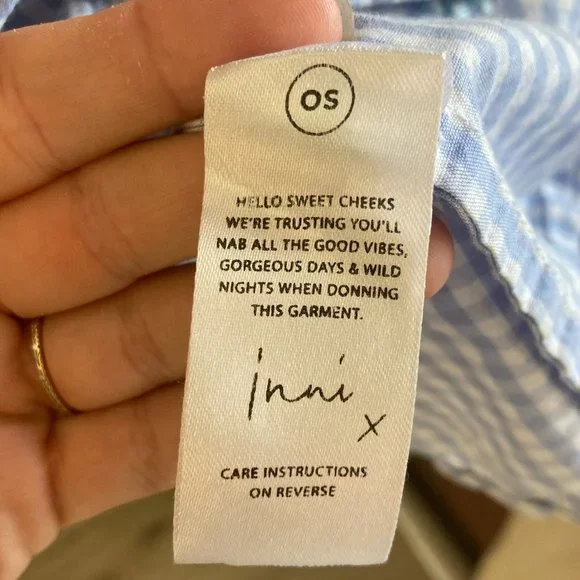 OS
HELLO SWEET CHEEKS
WE'RE TRUSTING YOU'LL
NAB ALL THE GOOD VIBES,
GORGEOUS DAYS & WILD
NIGHTS WHEN DONNING
THIS GARMENT.
inni
x
CARE INSTRUCTIONS
ON REVERSE